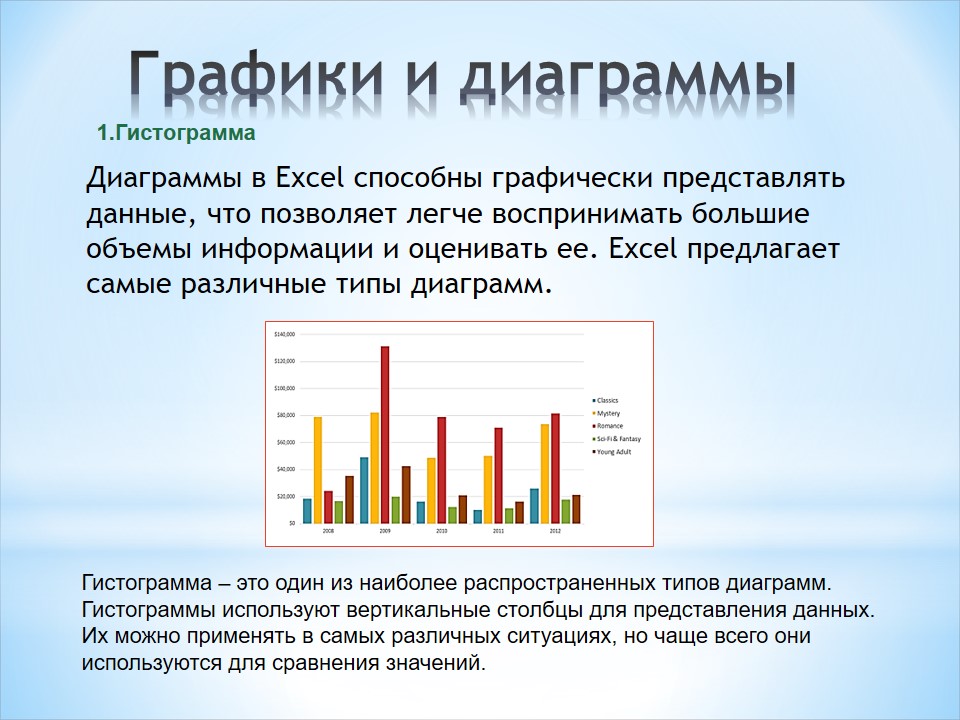 Графики и диаграммы
1.Гистограмма
Диаграммы в Excel способны графически представлять
данные, что позволяет легче воспринимать большие
объемы информации и оценивать ее. Excel предлагает
самые различные типы диаграмм.
$140,000
$120,000
$100,000
$80,000
$60,000
$40,000
$20,000
$0
2008 2009 2010 2011 2012
Classics
Mystery
Romance
Sci-Fi & Fantasy
Young Adult
Гистограмма – это один из наиболее распространенных типов диаграмм.
Гистограммы используют вертикальные столбцы для представления данных.
Их можно применять в самых различных ситуациях, но чаще всего они
используются для сравнения значений.